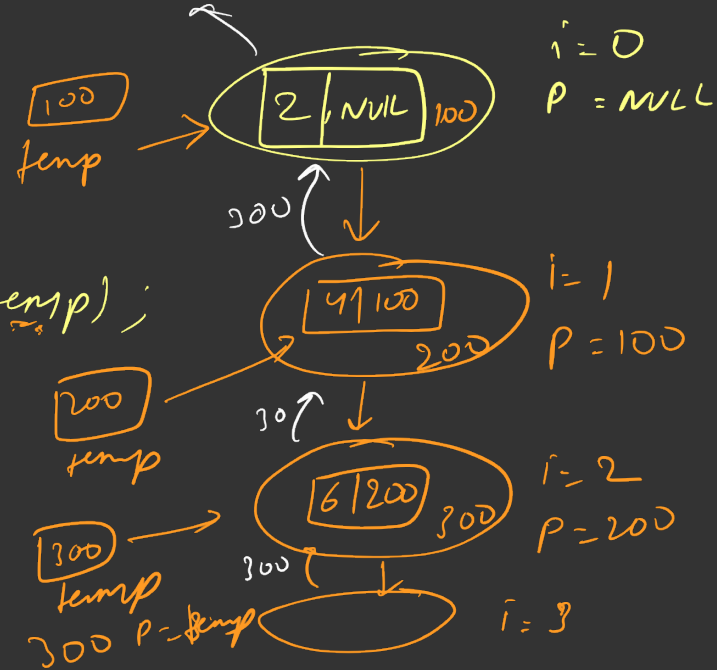 i = 0
100
2 | NULL 100
P = NULL
temp
300
i = 1
emp) ;
4 | 100
200
P = 100
200
temp
30
i = 2
6 | 200
300
P = 200
300
temp
300
300 P = temp
i = 3